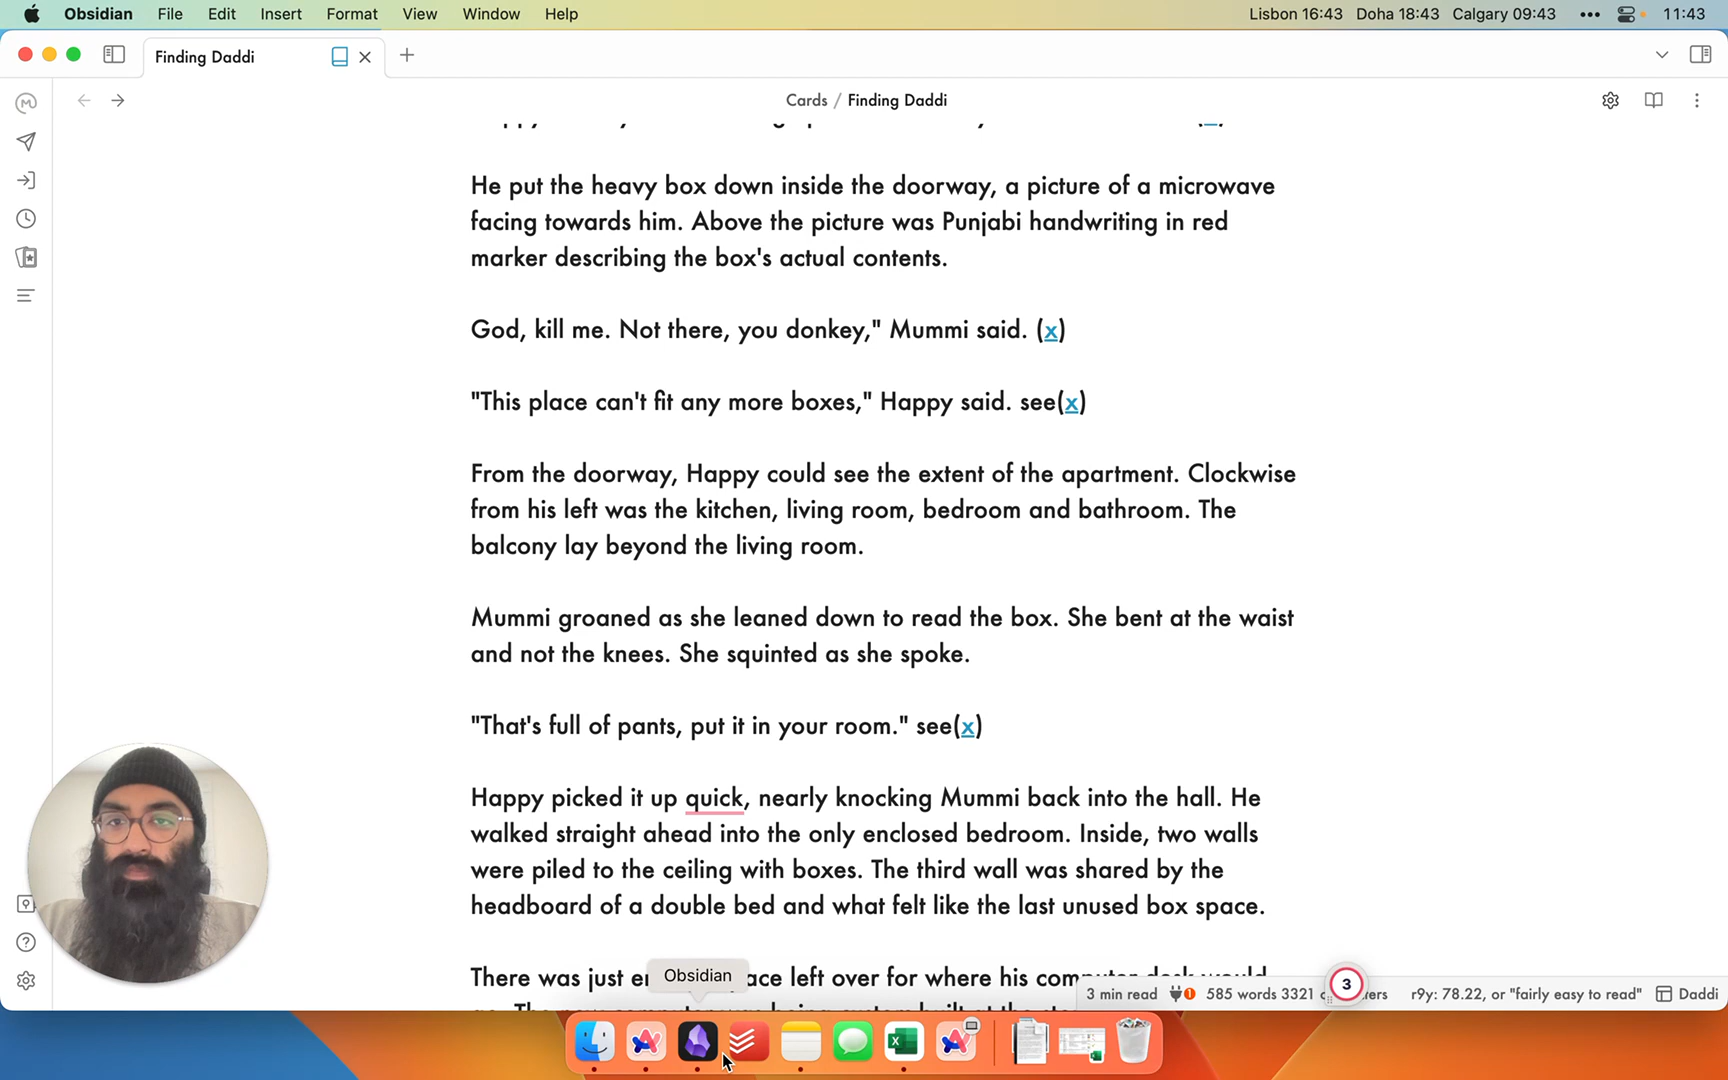 Obsidian File Edit Insert Format View Window Help Lisbon 16:43 Doha 18:43 Calgary 09:43 11:43
Finding Daddi
Cards / Finding Daddi
He put the heavy box down inside the doorway, a picture of a microwave
facing towards him. Above the picture was Punjabi handwriting in red
marker describing the box's actual contents.
God, kill me. Not there, you donkey," Mummi said. (x)
"This place can't fit any more boxes," Happy said. see(x)
From the doorway, Happy could see the extent of the apartment. Clockwise
from his left was the kitchen, living room, bedroom and bathroom. The
balcony lay beyond the living room.
Mummi groaned as she leaned down to read the box. She bent at the waist
and not the knees. She squinted as she spoke.
"That's full of pants, put it in your room." see(x)
Happy picked it up quick, nearly knocking Mummi back into the hall. He
walked straight ahead into the only enclosed bedroom. Inside, two walls
were piled to the ceiling with boxes. The third wall was shared by the
headboard of a double bed and what felt like the last unused box space.
There was just left over for where his computer desk would
Obsidian
3 min read 1 585 words 3321 3 r9y: 78.22, or "fairly easy to read" Daddi